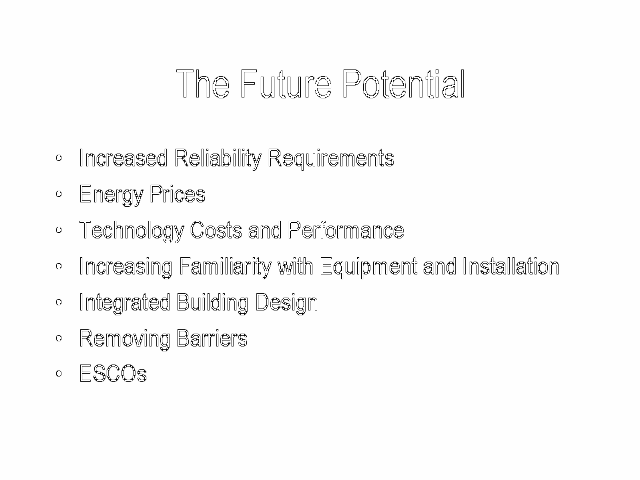 The Future Potential
• Increased Reliability Requirements
• Energy Prices
• Technology Costs and Performance
• Increasing Familiarity with Equipment and Installation
• Integrated Building Design
• Removing Barriers
• ESCOs